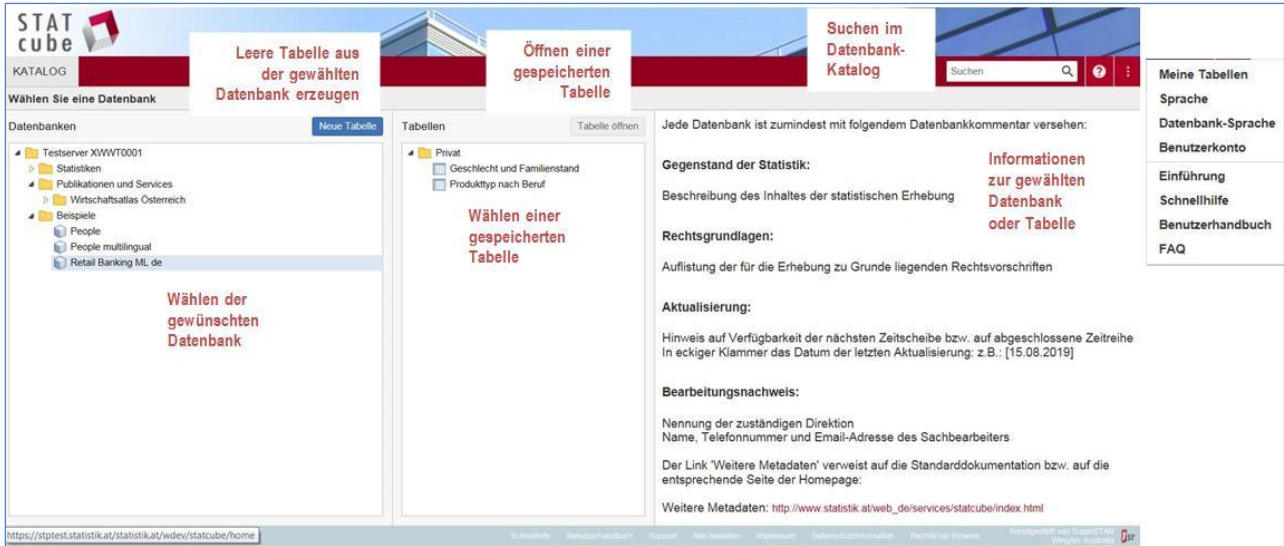 STAT
cube
Leere Tabelle aus
der gewählten
Datenbank erzeugen
Öffnen einer
gespeicherten
Tabelle
Suchen im
Datenbank-
Katalog
KATALOG
Suchen
?
Wählen Sie eine Datenbank
Datenbanken
Neue Tabelle
Testserver XWWT0001
Statistiken
Publikationen und Services
Wirtschaftsatlas Österreich
Beispiele
People
People multilingual
Retail Banking ML de
Wählen der
gewünschten
Datenbank
Tabellen
Tabelle öffnen
Privat
Geschlecht und Familienstand
Produkttyp nach Beruf
Wählen einer
gespeicherten
Tabelle
Jede Datenbank ist zumindest mit folgendem Datenbankkommentar versehen:
Gegenstand der Statistik:
Beschreibung des Inhaltes der statistischen Erhebung
Informationen
zur gewählten
Datenbank
oder Tabelle
Rechtsgrundlagen:
Auflistung der für die Erhebung zu Grunde liegenden Rechtsvorschriften
Aktualisierung:
Hinweis auf Verfügbarkeit der nächsten Zeitscheibe bzw. auf abgeschlossene Zeitreihe
In eckiger Klammer das Datum der letzten Aktualisierung: z.B.: [15.08.2019]
Bearbeitungsnachweis:
Nennung der zuständigen Direktion
Name, Telefonnummer und Email-Adresse des Sachbearbeiters
Der Link 'Weitere Metadaten' verweist auf die Standarddokumentation bzw. auf die
entsprechende Seite der Homepage:
Weitere Metadaten: http://www.statistik.at/web_de/services/statcube/index.html
Meine Tabellen
Sprache
Datenbank-Sprache
Benutzerkonto
Einführung
Schnellhilfe
Benutzerhandbuch
FAQ
https://stptest.statistik.at/statistik.at/wdev/statcube/home
Schnellhilfe Benutzerhandbuch Support Abo bestellen Impressum Datenschutzinformation Rechtlicher Hinweis
Bereitgestellt von SuperSTAR
WingArc Australia
str